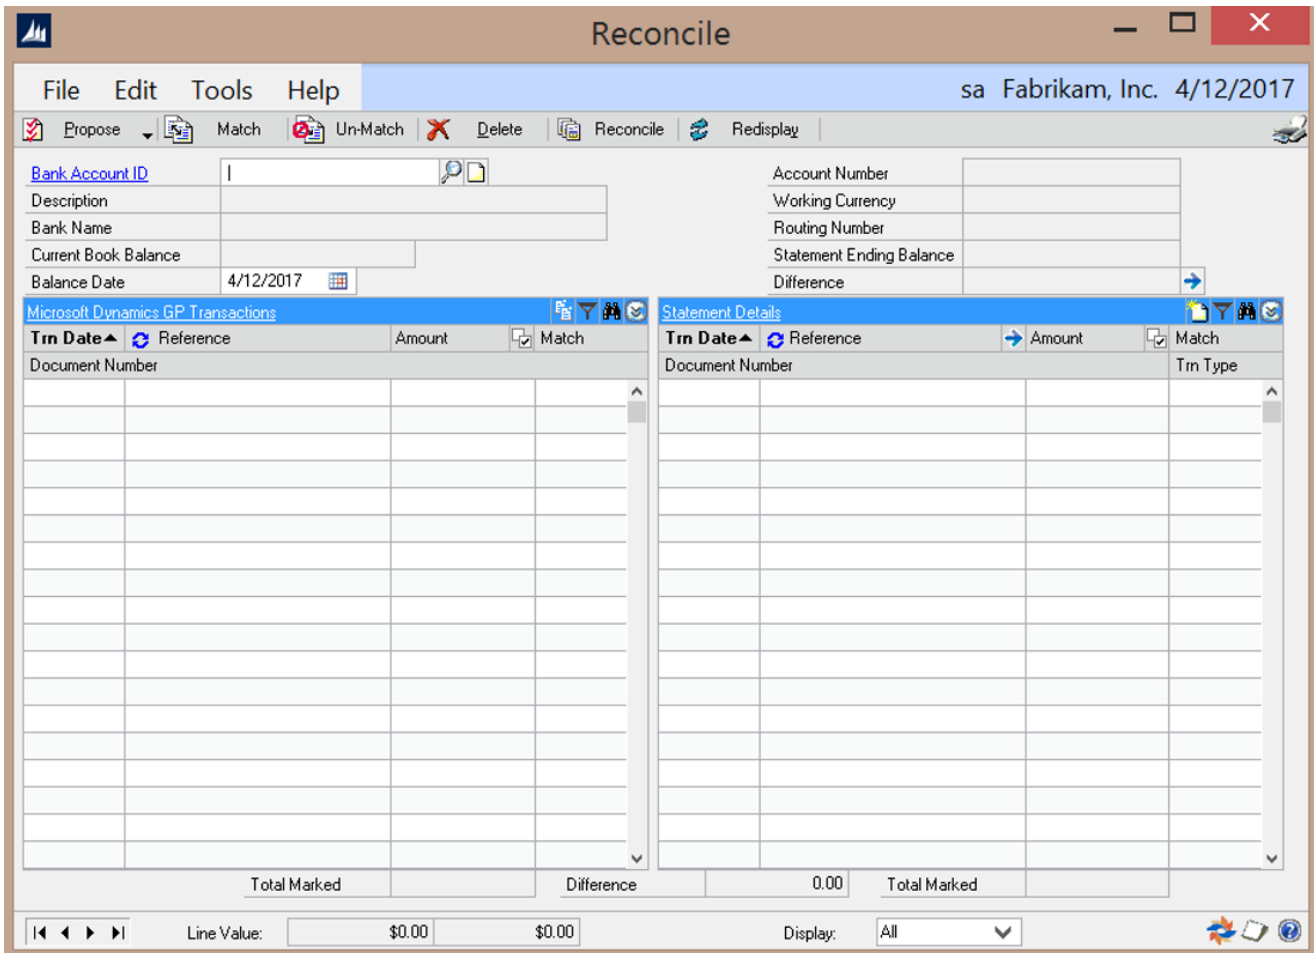 Reconcile
File Edit Tools Help sa Fabrikam, Inc. 4/12/2017
Propose Match Un-Match Delete Reconcile Redisplay
Bank Account ID Account Number
Description Working Currency
Bank Name Routing Number
Current Book Balance Statement Ending Balance
Balance Date 4/12/2017 Difference
Microsoft Dynamics GP Transactions Statement Details
Trn Date Reference Amount Match Trn Date Reference Amount Match
Document Number Document Number Trn Type
Total Marked Difference 0.00 Total Marked
Line Value: $0.00 $0.00 Display: All